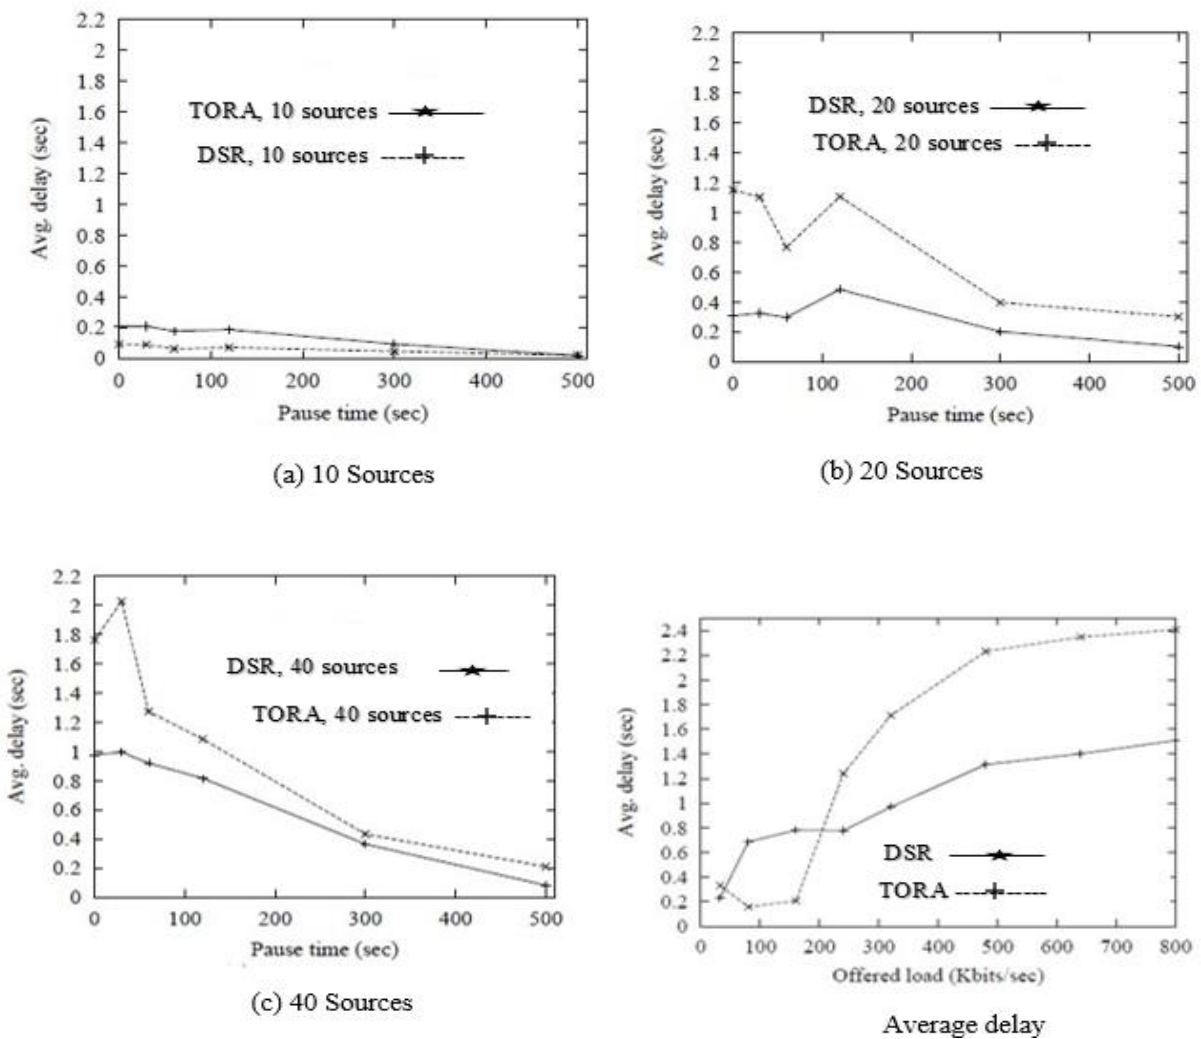 2.2
2
1.8
1.6
1.4
1.2
1
0.8
0.6
0.4
0.2
0
Avg. delay (sec)
TORA, 10 sources
DSR, 10 sources
0 100 200 300 400 500
Pause time (sec)
(a) 10 Sources
2.2
2
1.8
1.6
1.4
1.2
1
0.8
0.6
0.4
0.2
0
Avg. delay (sec)
DSR, 20 sources
TORA, 20 sources
0 100 200 300 400 500
Pause time (sec)
(b) 20 Sources
2.2
2
1.8
1.6
1.4
1.2
1
0.8
0.6
0.4
0.2
0
Avg. delay (sec)
DSR, 40 sources
TORA, 40 sources
0 100 200 300 400 500
Pause time (sec)
(c) 40 Sources
2.4
2.2
2
1.8
1.6
1.4
1.2
1
0.8
0.6
0.4
0.2
0
Avg. delay (sec)
DSR
TORA
0 100 200 300 400 500 600 700 800
Offered load (Kbits/sec)
Average delay